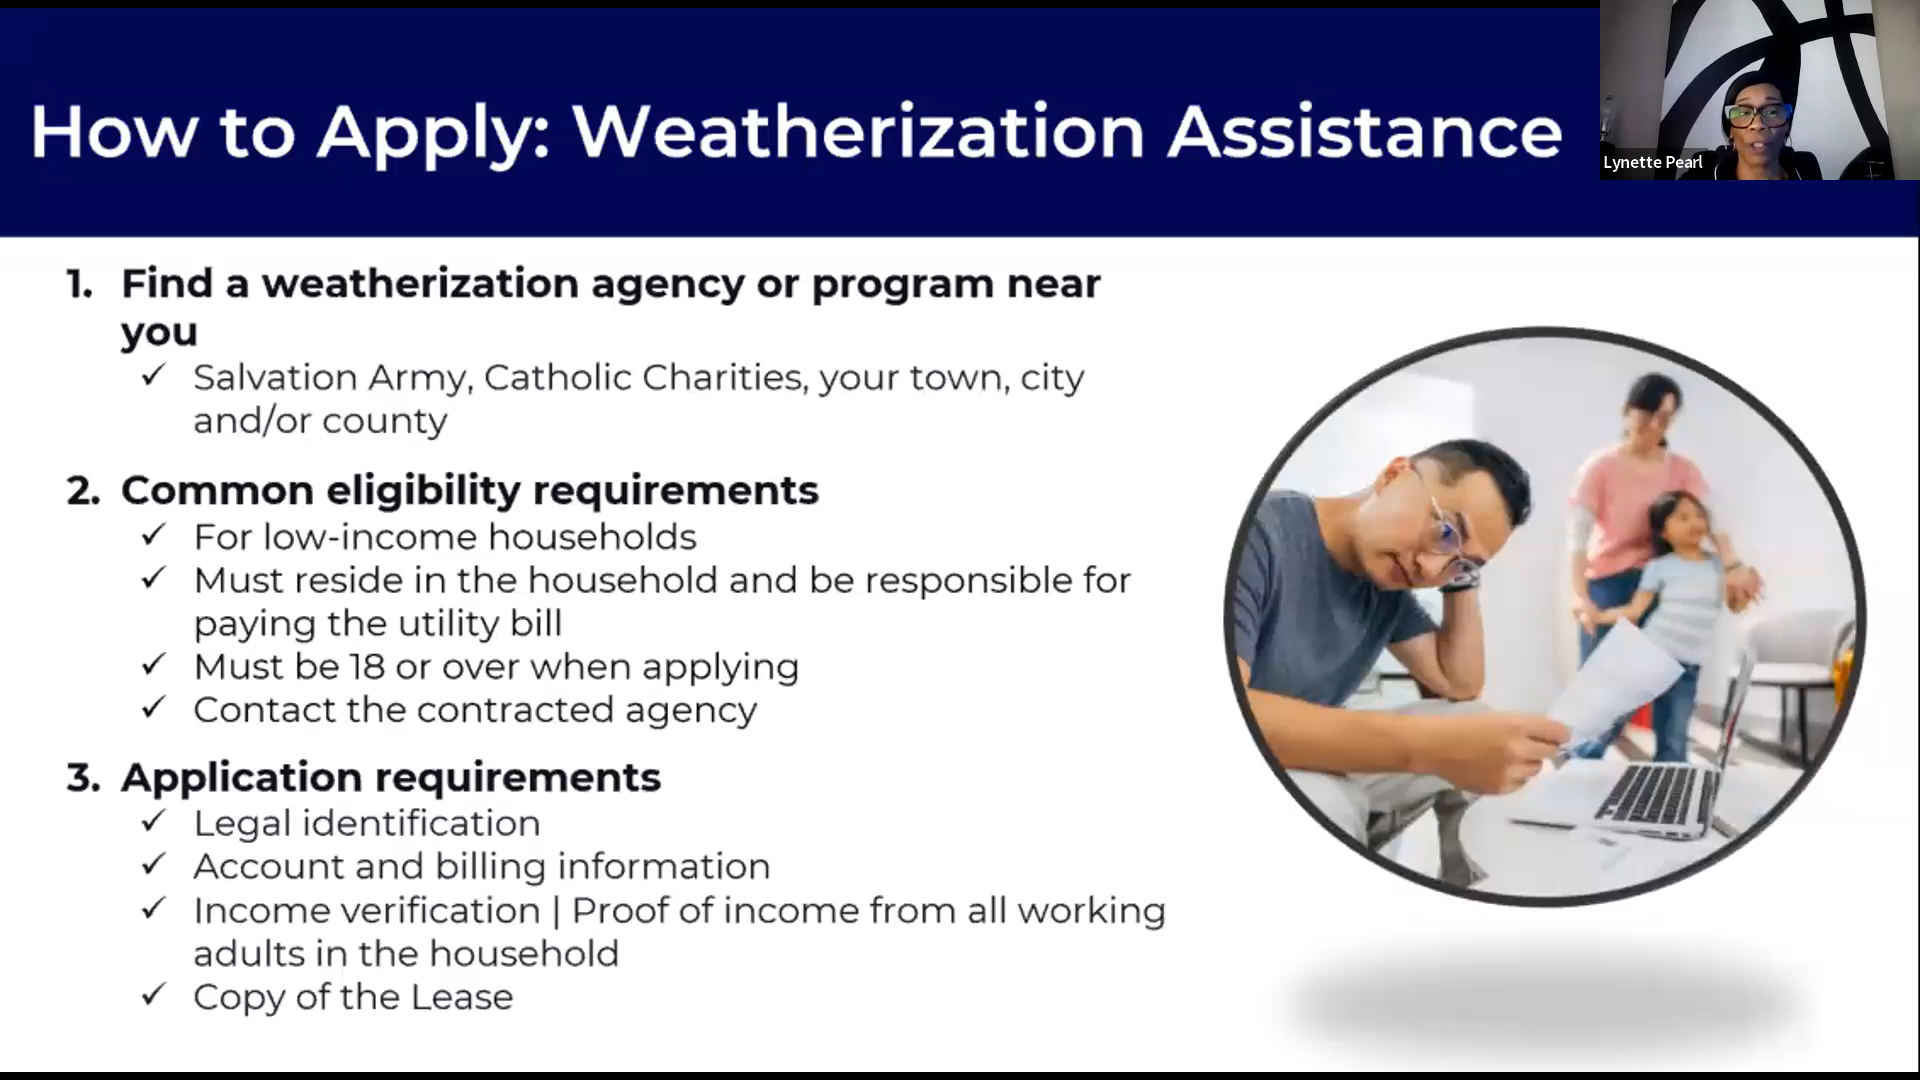 How to Apply: Weatherization Assistance
Lynette Pearl
1. Find a weatherization agency or program near
you
✓ Salvation Army, Catholic Charities, your town, city
and/or county
2. Common eligibility requirements
✓ For low-income households
✓ Must reside in the household and be responsible for
paying the utility bill
✓ Must be 18 or over when applying
✓ Contact the contracted agency
3. Application requirements
✓ Legal identification
✓ Account and billing information
✓ Income verification | Proof of income from all working
adults in the household
✓ Copy of the Lease